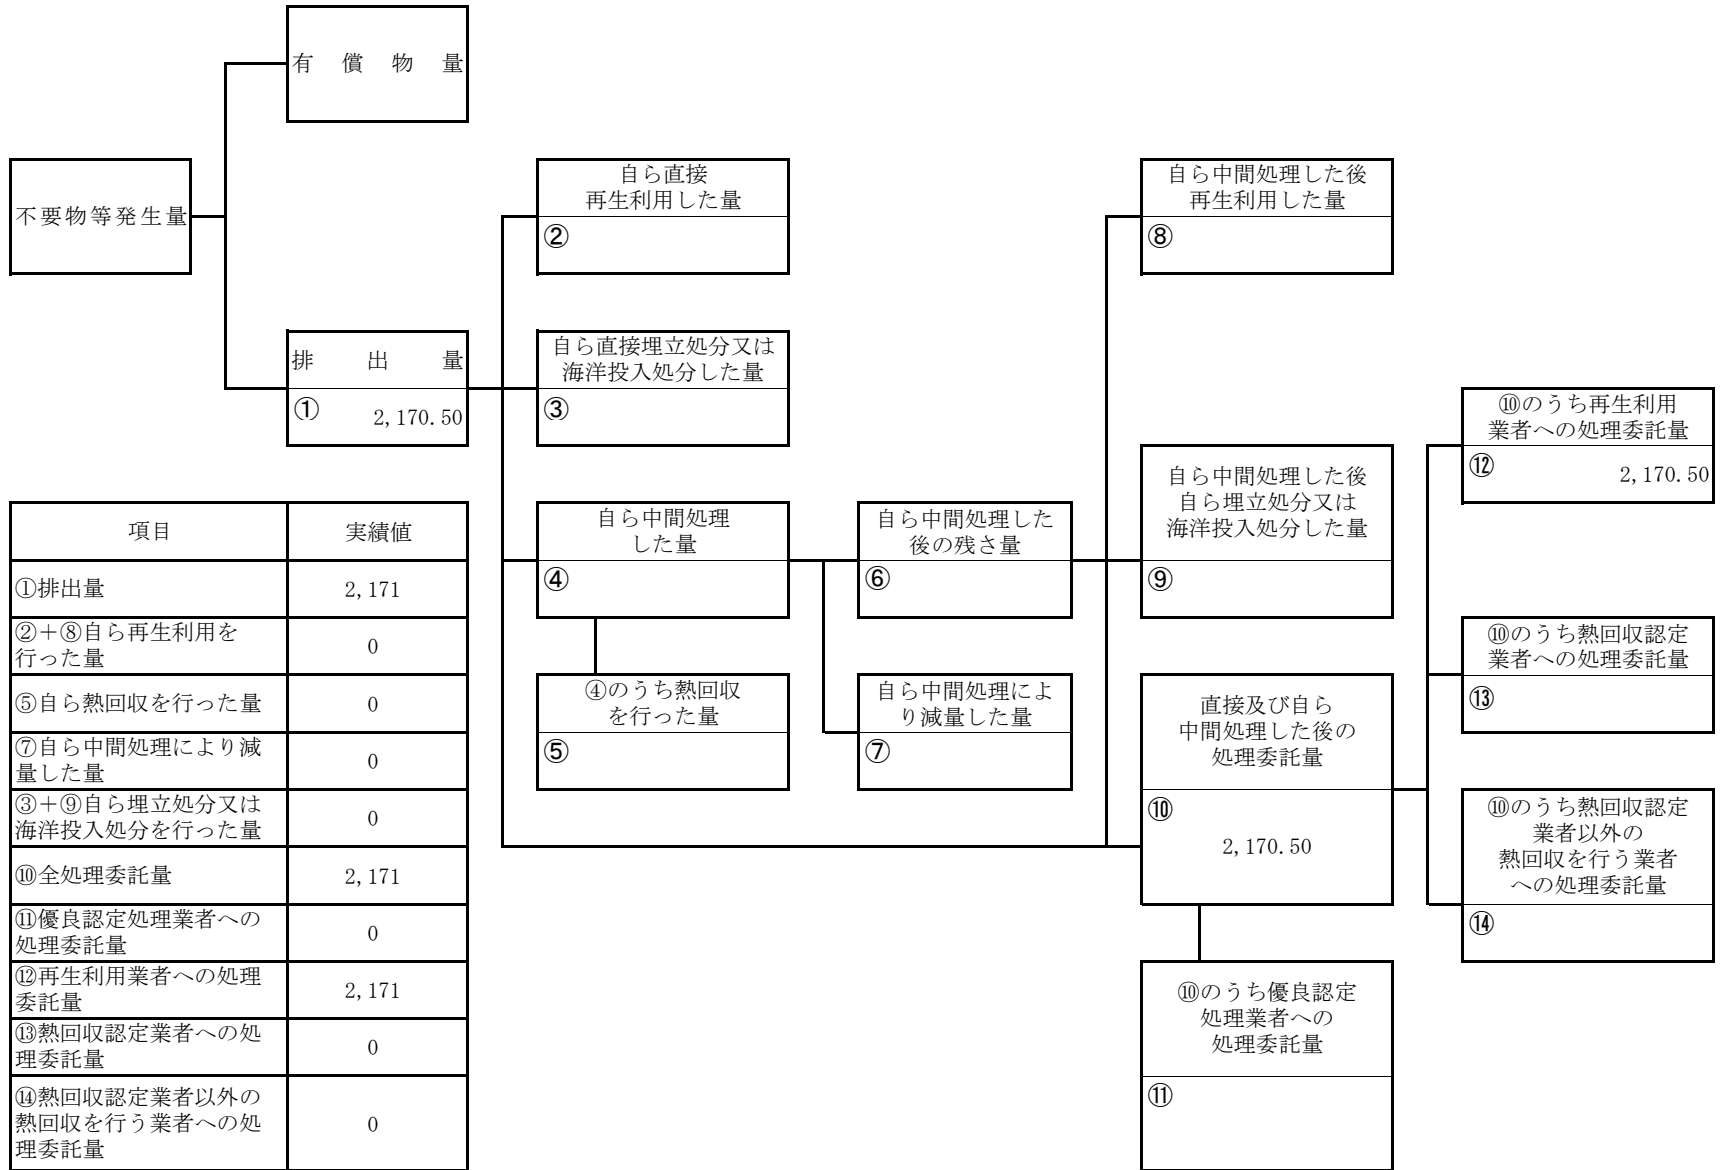 有償物量
不要物等発生量
排出量
① 2,170.50
自ら直接
再生利用した量
②
自ら直接埋立処分又は
海洋投入処分した量
③
自ら中間処理
した量
④
④のうち熱回収
を行った量
⑤
自ら中間処理した
後の残さ量
⑥
自ら中間処理によ
り減量した量
⑦
自ら中間処理した後
再生利用した量
⑧
自ら中間処理した後
自ら埋立処分又は
海洋投入処分した量
⑨
直接及び自ら
中間処理した後の
処理委託量
⑩
2,170.50
⑩のうち優良認定
処理業者への
処理委託量
⑪
⑩のうち再生利用
業者への処理委託量
⑫ 2,170.50
⑩のうち熱回収認定
業者への処理委託量
⑬
⑩のうち熱回収認定
業者以外の
熱回収を行う業者
への処理委託量
⑭
項目 実績値
①排出量 2,171
②＋⑧自ら再生利用を
行った量 0
⑤自ら熱回収を行った量 0
⑦自ら中間処理により減
量した量 0
③＋⑨自ら埋立処分又は
海洋投入処分を行った量 0
⑩全処理委託量 2,171
⑪優良認定処理業者への
処理委託量 0
⑫再生利用業者への処理
委託量 2,171
⑬熱回収認定業者への処
理委託量 0
⑭熱回収認定業者以外の
熱回収を行う業者への処
理委託量 0